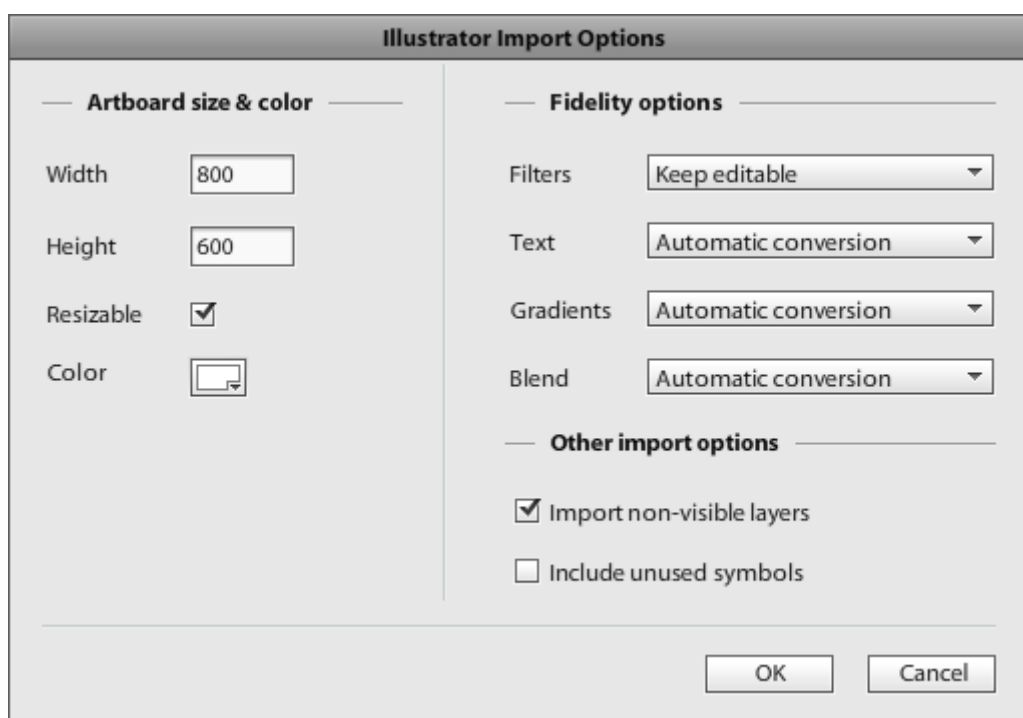 Illustrator Import Options
Artboard size & color
Width 800
Height 600
Resizable
Color
Fidelity options
Filters Keep editable
Text Automatic conversion
Gradients Automatic conversion
Blend Automatic conversion
Other import options
Import non-visible layers
Include unused symbols
OK Cancel